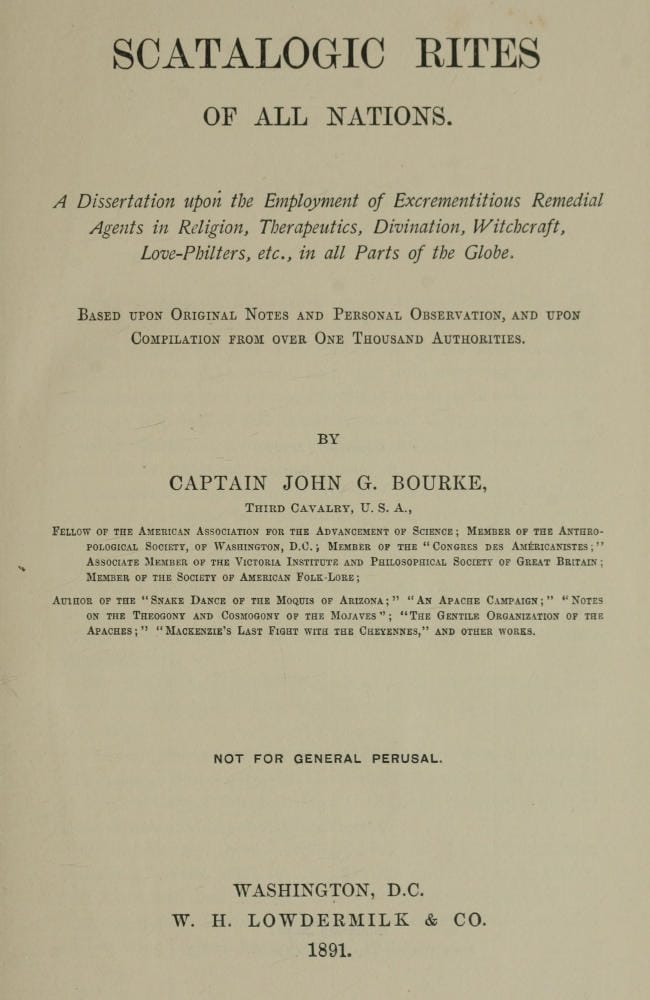 SCATALOGIC RITES
OF ALL NATIONS.
A Dissertation upon the Employment of Excrementitious Remedial
Agents in Religion, Therapeutics, Divination, Witchcraft,
Love-Philters, etc., in all Parts of the Globe.
BASED UPON ORIGINAL NOTES AND PERSONAL OBSERVATION, AND UPON
COMPILATION FROM OVER ONE THOUSAND AUTHORITIES.
BY
CAPTAIN JOHN G. BOURKE,
THIRD CAVALRY, U. S. A.,
FELLOW OF THE AMERICAN ASSOCIATION FOR THE ADVANCEMENT OF SCIENCE; MEMBER OF THE ANTHRO-
POLOGICAL SOCIETY, OF WASHINGTON, D.C.; MEMBER OF THE "CONGRES DES AMÉRICANISTES;"
ASSOCIATE MEMBER OF THE VICTORIA INSTITUTE AND PHILOSOPHICAL SOCIETY OF GREAT BRITAIN;
MEMBER OF THE SOCIETY OF AMERICAN FOLK-LORE;
AUTHOR OF THE "SNAKE DANCE OF THE MOQUIS OF ARIZONA;" "AN APACHE CAMPAIGN;" "NOTES
ON THE THEOGONY AND COSMOGONY OF THE MOJAVES"; "THE GENTILE ORGANIZATION OF THE
APACHES;" "MACKENZIE'S LAST FIGHT WITH THE CHEYENNES," AND OTHER WORKS.
NOT FOR GENERAL PERUSAL.
WASHINGTON, D.C.
W. H. LOWDERMILK & CO.
1891.